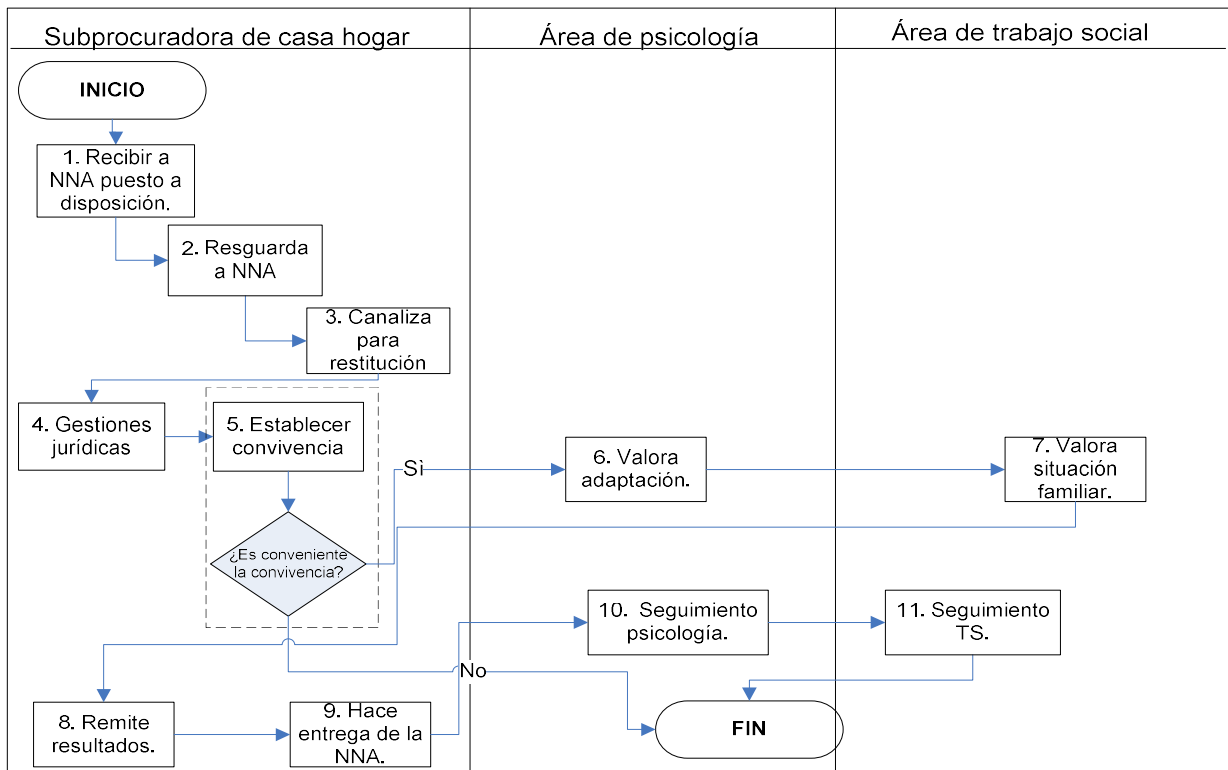 Subprocuradora de casa hogar
Área de psicología
Área de trabajo social
INICIO
1. Recibir a
NNA puesto a
disposición.
2. Resguarda
a NNA
3. Canaliza
para
restitución
4. Gestiones
jurídicas
5. Establecer
convivencia
Sì
6. Valora
adaptación.
7. Valora
situación
familiar.
¿Es conveniente
la convivencia?
10. Seguimiento
psicología.
11. Seguimiento
TS.
No
8. Remite
resultados.
9. Hace
entrega de la
NNA.
FIN